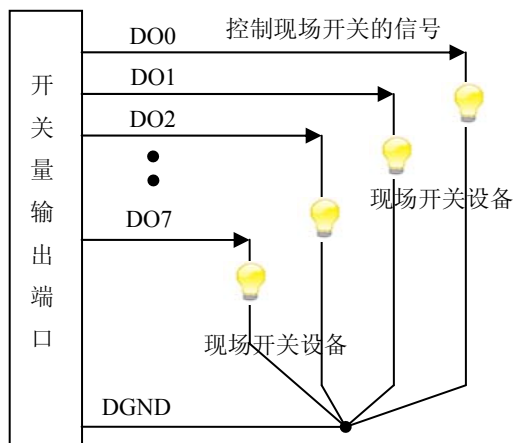 DO0
控制现场开关的信号
DO1
DO2
现场开关设备
DO7
现场开关设备
DGND
开
关
量
输
出
端
口